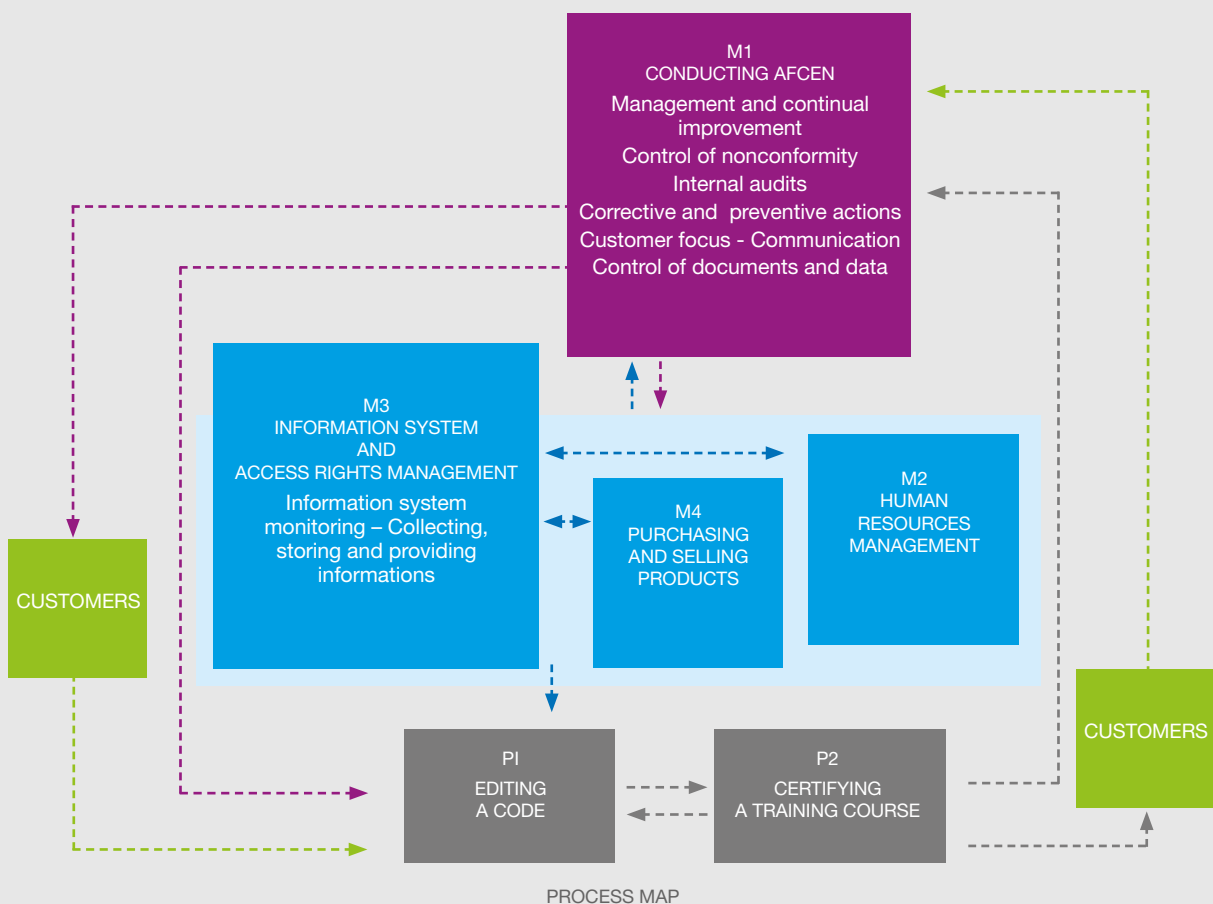 M1
CONDUCTING AFCEN
Management and continual
improvement
Control of nonconformity
Internal audits
Corrective and preventive actions
Customer focus - Communication
Control of documents and data
M3
INFORMATION SYSTEM
AND
ACCESS RIGHTS MANAGEMENT
Information system
monitoring – Collecting,
storing and providing
informations
M4
PURCHASING
AND SELLING
PRODUCTS
M2
HUMAN
RESOURCES
MANAGEMENT
CUSTOMERS
CUSTOMERS
PI
EDITING
A CODE
P2
CERTIFYING
A TRAINING COURSE
PROCESS MAP